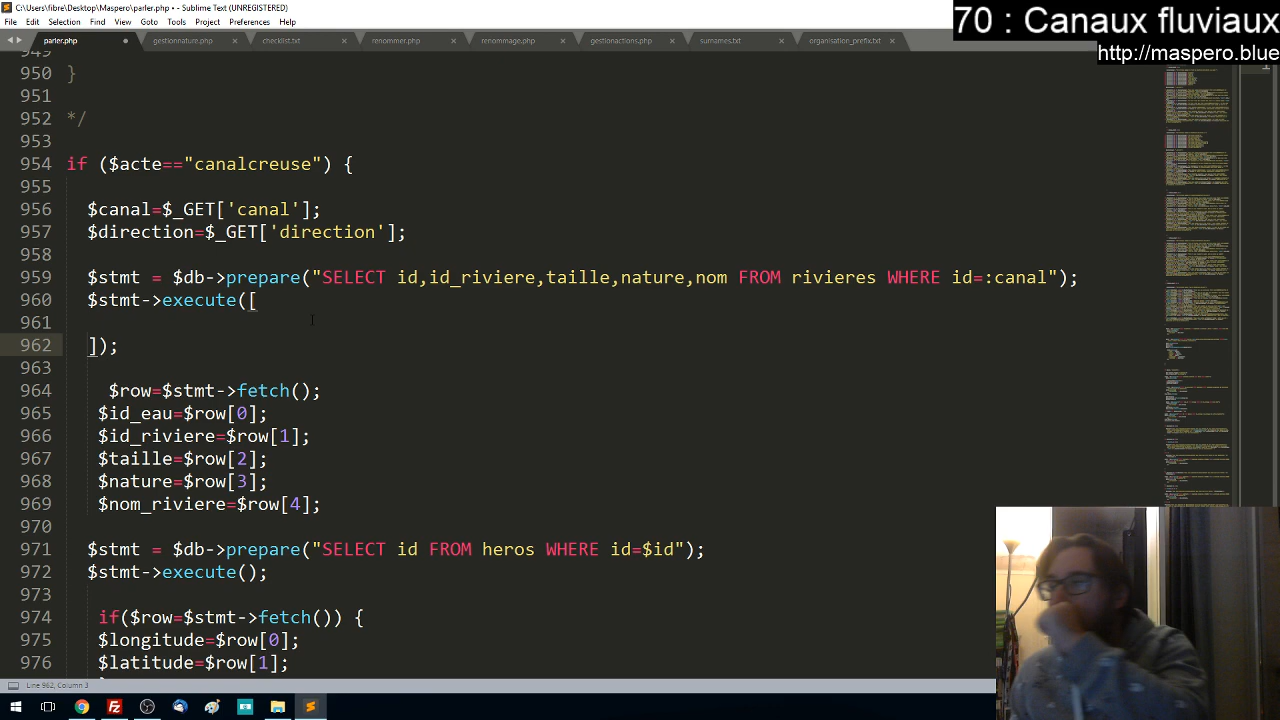 C:\Users\fibre\Desktop\Maspero\parler.php • - Sublime Text (UNREGISTERED)
70 : Canaux fluviaux
File Edit Selection Find View Goto Tools Project Preferences Help
http://maspero.blue
parler.php gestionnature.php checklist.txt renommer.php renommage.php gestionactions.php surnames.txt organisation_prefix.txt
949
950 }
951
952 */
953
954 if ($acte=="canalcreuse") {
955
956 $canal=$_GET['canal'];
957 $direction=$_GET['direction'];
958
959 $stmt = $db->prepare("SELECT id,id_riviere,taille,nature,nom FROM rivieres WHERE id=:canal");
960 $stmt->execute([
961
962 ]);
963
964 $row=$stmt->fetch();
965 $id_eau=$row[0];
966 $id_riviere=$row[1];
967 $taille=$row[2];
968 $nature=$row[3];
969 $nom_riviere=$row[4];
970
971 $stmt = $db->prepare("SELECT id FROM heros WHERE id=$id");
972 $stmt->execute();
973
974 if($row=$stmt->fetch()) {
975 $longitude=$row[0];
976 $latitude=$row[1];
Line 962, Column 3